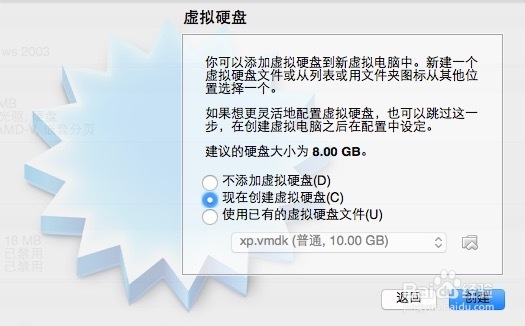 虚拟硬盘
ws 2003
你可以添加虚拟硬盘到新虚拟电脑中。新建一个
虚拟硬盘文件或从列表或用文件夹图标从其他位
置选择一个。
如果想更灵活地配置虚拟硬盘，也可以跳过这一
步，在创建虚拟电脑之后在配置中设定。
建议的硬盘大小为 8.00 GB。
不添加虚拟硬盘(D)
现在创建虚拟硬盘(C)
使用已有的虚拟硬盘文件(U)
xp.vmdk (普通, 10.00 GB)
18 MB
已禁用
已禁用
返回
创建
Baidu经验